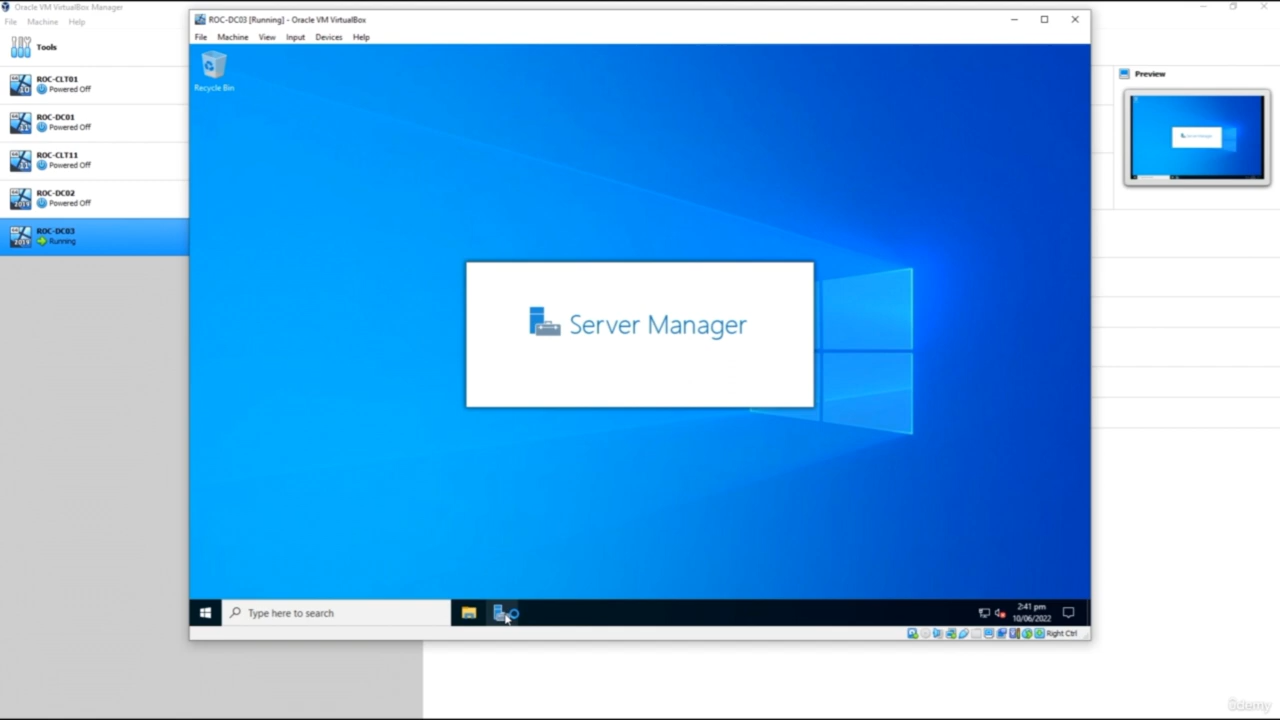 Oracle VM VirtualBox Manager
File Machine Help
Tools
ROC-CLT01
Powered Off
ROC-DC01
Powered Off
ROC-CLT11
Powered Off
ROC-DC02
Powered Off
ROC-DC03
Running
ROC-DC03 [Running] - Oracle VM VirtualBox
File Machine View Input Devices Help
Recycle Bin
Server Manager
Type here to search
2:41 pm
10/06/2022
Right Ctrl
Preview
ûdemy